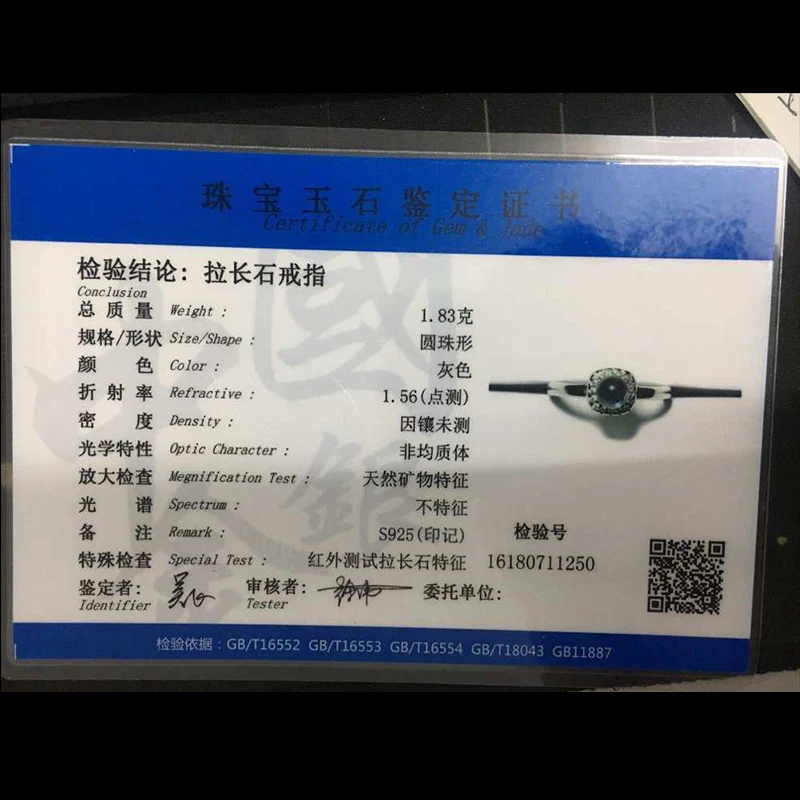 珠宝玉石鉴定证书
Certificate of Gem & Jade
检验结论: 拉长石戒指
Conclusion
总质量 Weight : 1.83克
规格/形状 Size/Shape : 圆珠形
颜色 Color : 灰色
折射率 Refractive : 1.56(点测)
密度 Density : 因镶未测
光学特性 Optic Character : 非均质体
放大检查 Megnification Test : 天然矿物特征
光谱 Spectrum : 不特征
备注 Remark : S925(印记) 检验号
特殊检查 Special Test : 红外测试拉长石特征 16180711250
鉴定者: 审核者: 委托单位:
Identifier Tester
检验依据：GB/T16552 GB/T16553 GB/T16554 GB/T18043 GB11887